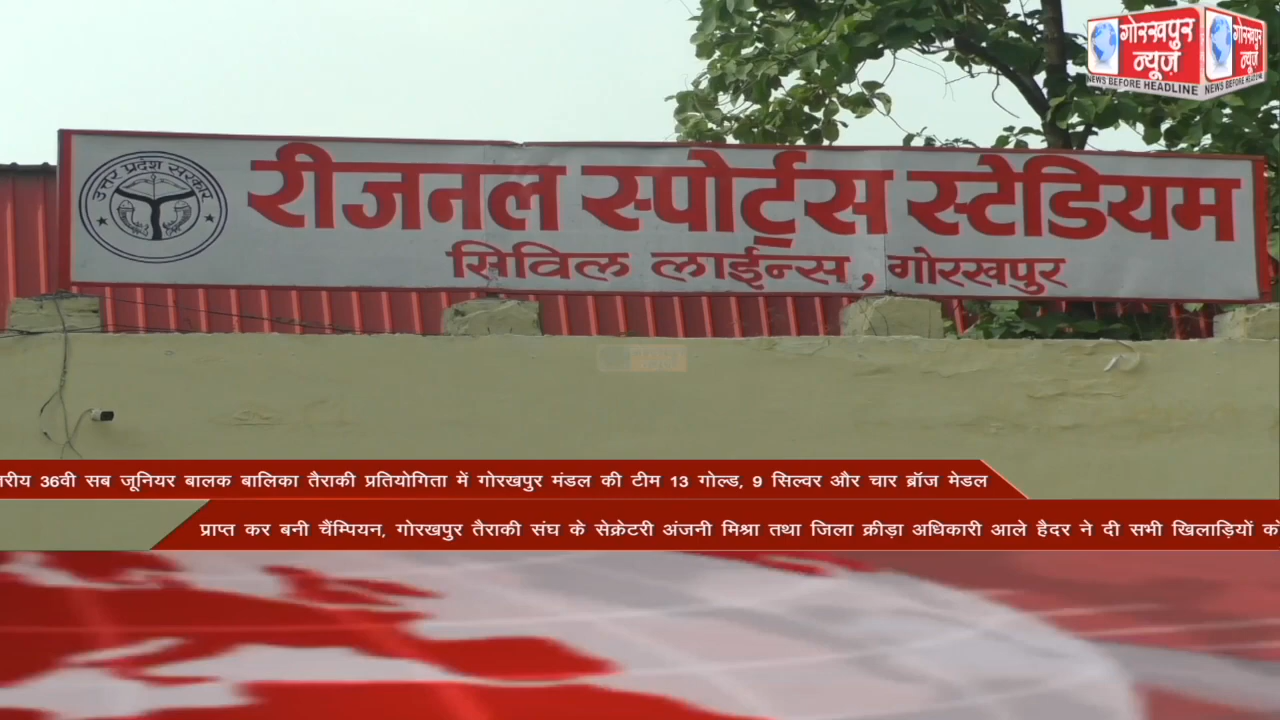 गोरखपुर
न्यूज़
NEWS BEFORE HEADLINE
गोरखपुर
न्यूज़
NEWS BEFORE HEADLINE
उत्तर प्रदेश सरकार
रीजनल स्पोर्ट्स स्टेडियम
सिविल लाईन्स, गोरखपुर
36वी सब जूनियर बालक बालिका तैराकी प्रतियोगिता में गोरखपुर मंडल की टीम 13 गोल्ड, 9 सिल्वर और चार ब्रॉज मेडल
प्राप्त कर बनी चैंम्पियन, गोरखपुर तैराकी संघ के सेक्रेटरी अंजनी मिश्रा तथा जिला क्रीड़ा अधिकारी आले हैदर ने दी सभी खिलाड़ियों को